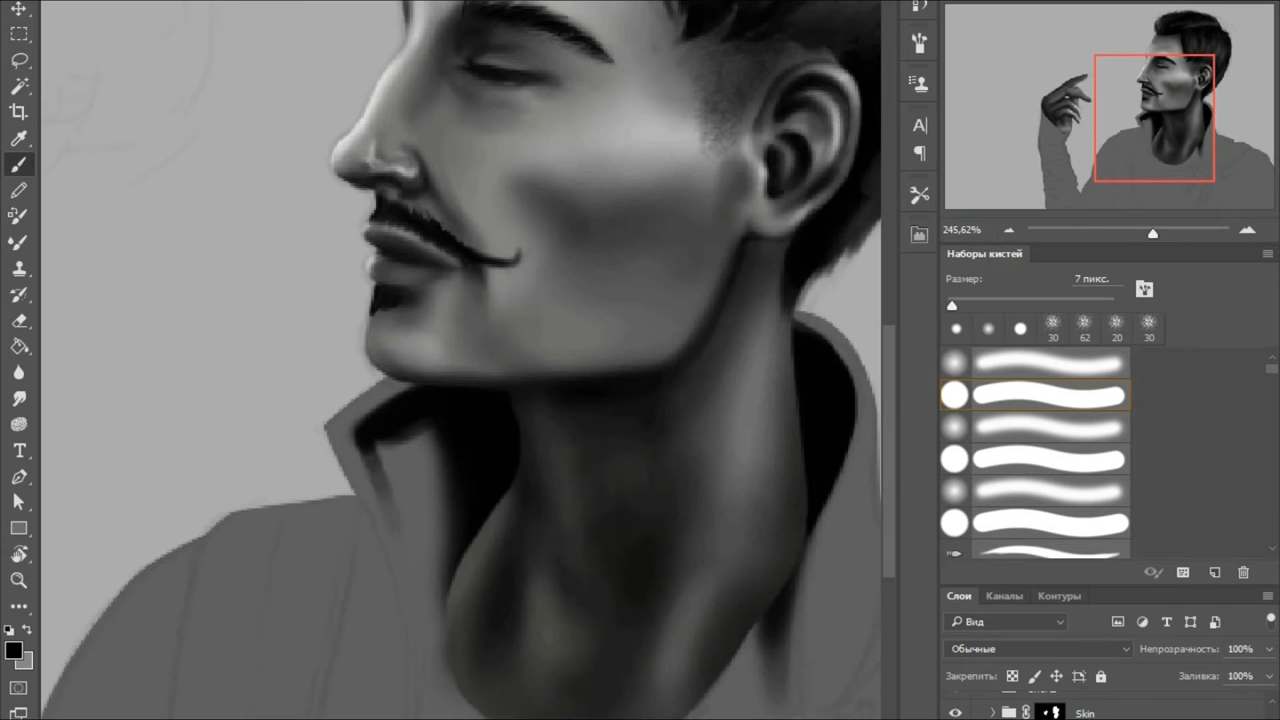 245,62%
Наборы кистей
Размер: 7 пикс.
30 62 20 30
Слои Каналы Контуры
Вид
Обычные Непрозрачность: 100%
Закрепить: Заливка: 100%
Skin